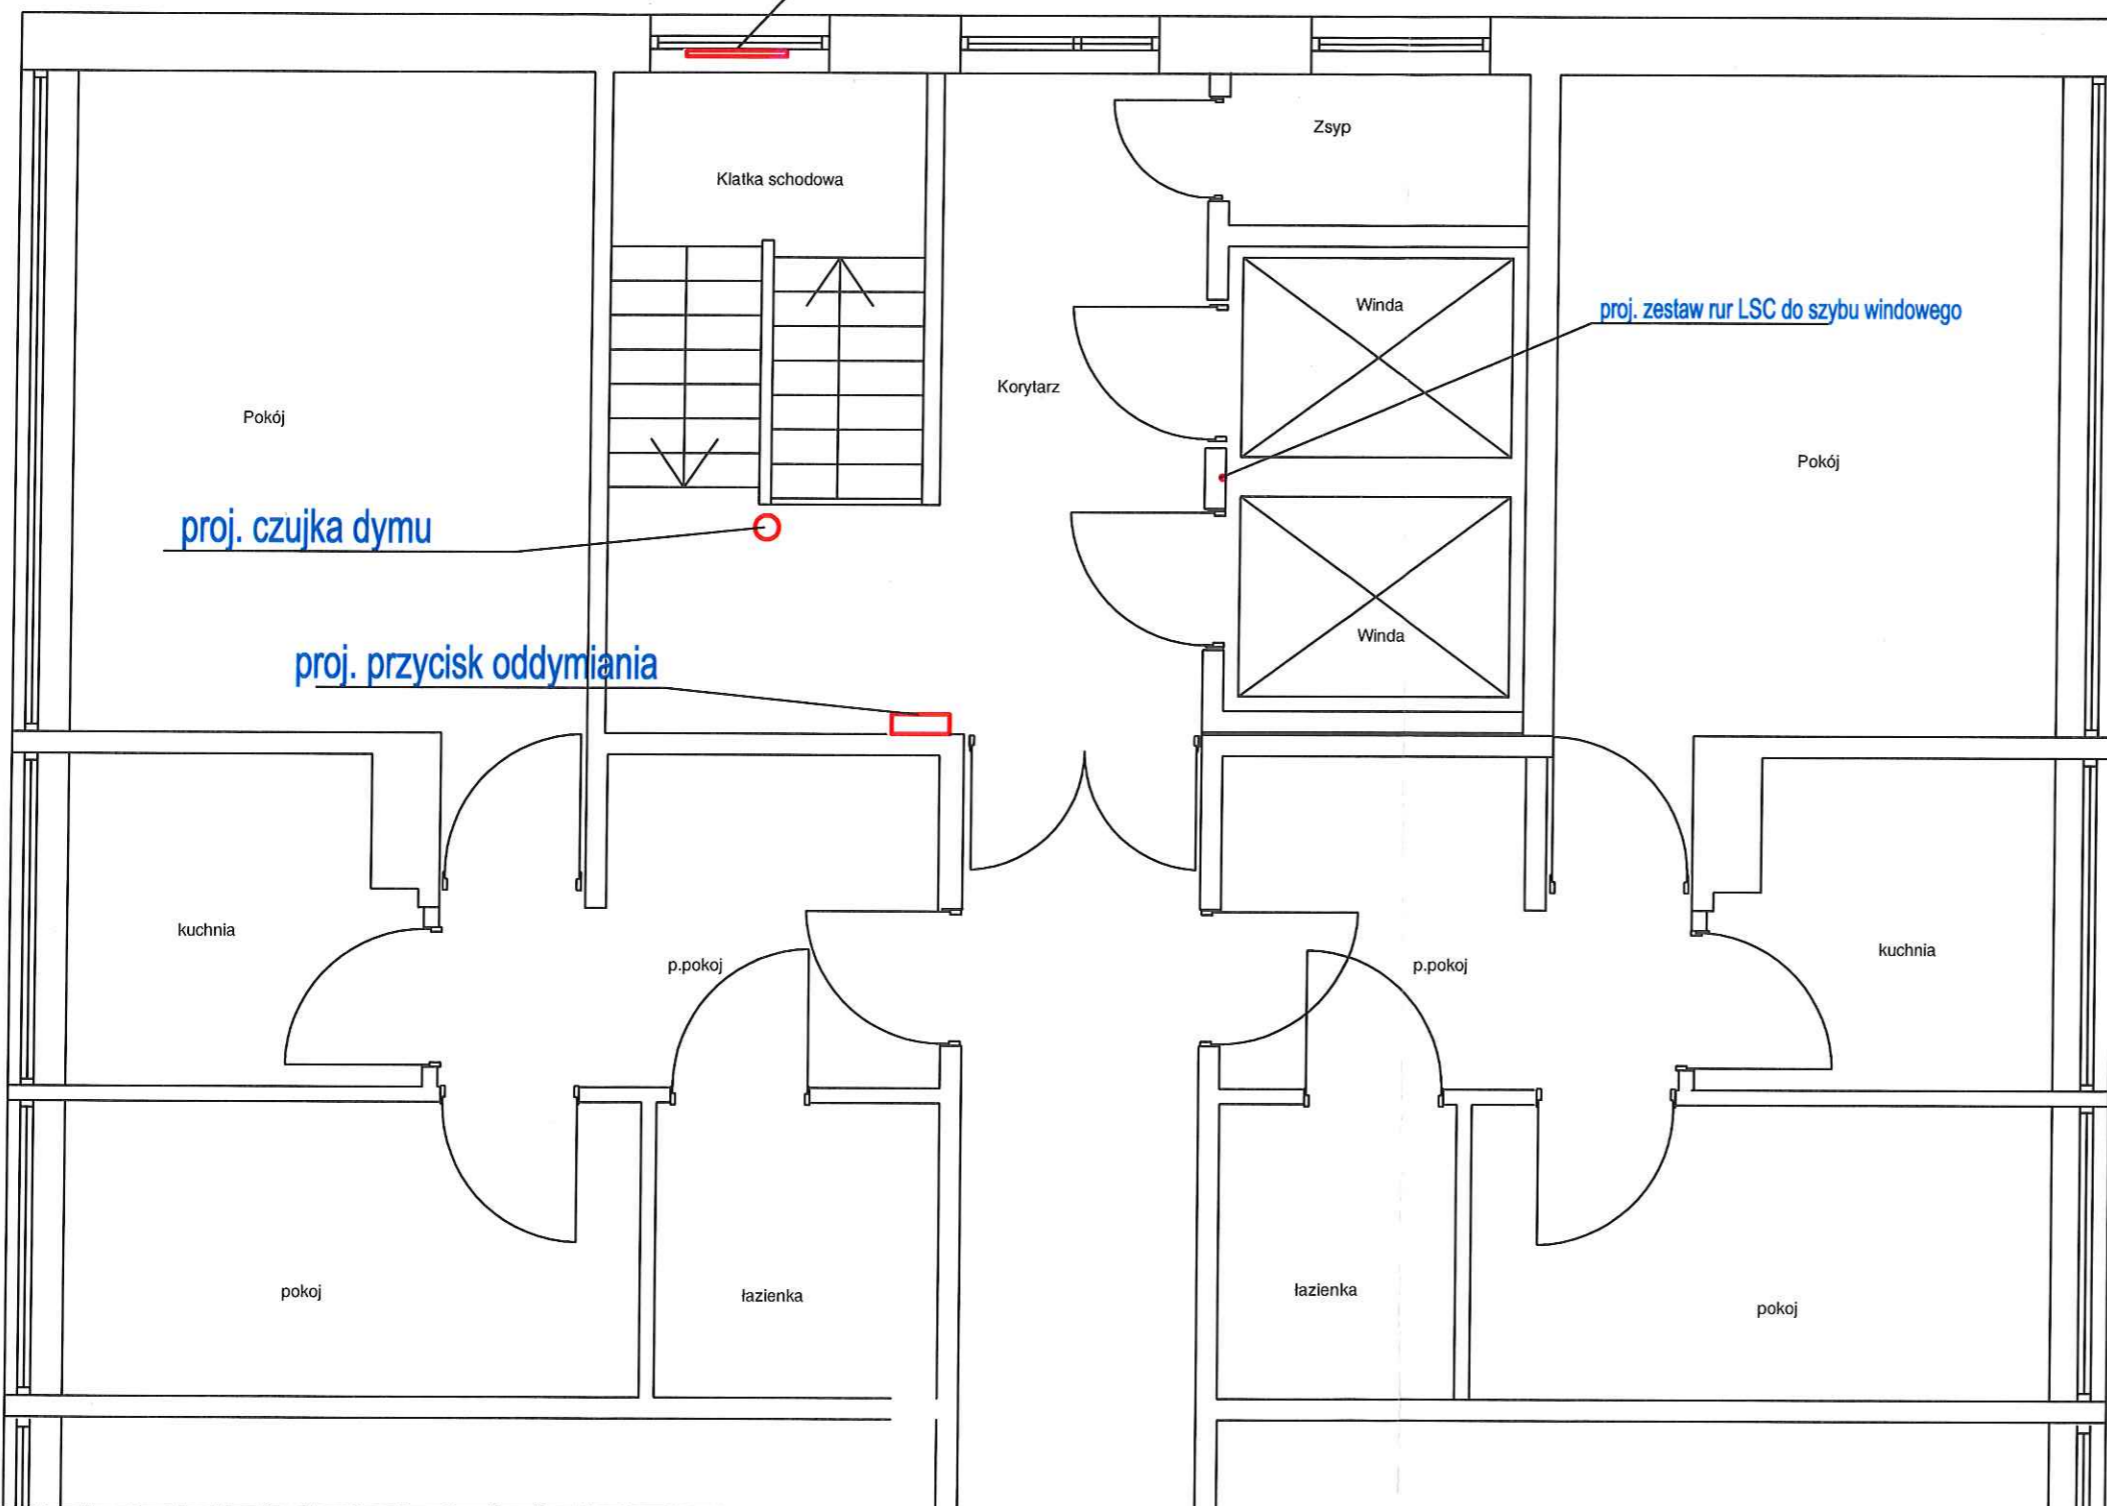 Zsyp
Klatka schodowa
Winda
proj. zestaw rur LSC do szybu windowego
Korytarz
Pokój
Pokój
proj. czujka dymu
Winda
proj. przycisk oddymiania
kuchnia
p.pokoj
p.pokoj
kuchnia
pokoj
łazienka
łazienka
pokoj